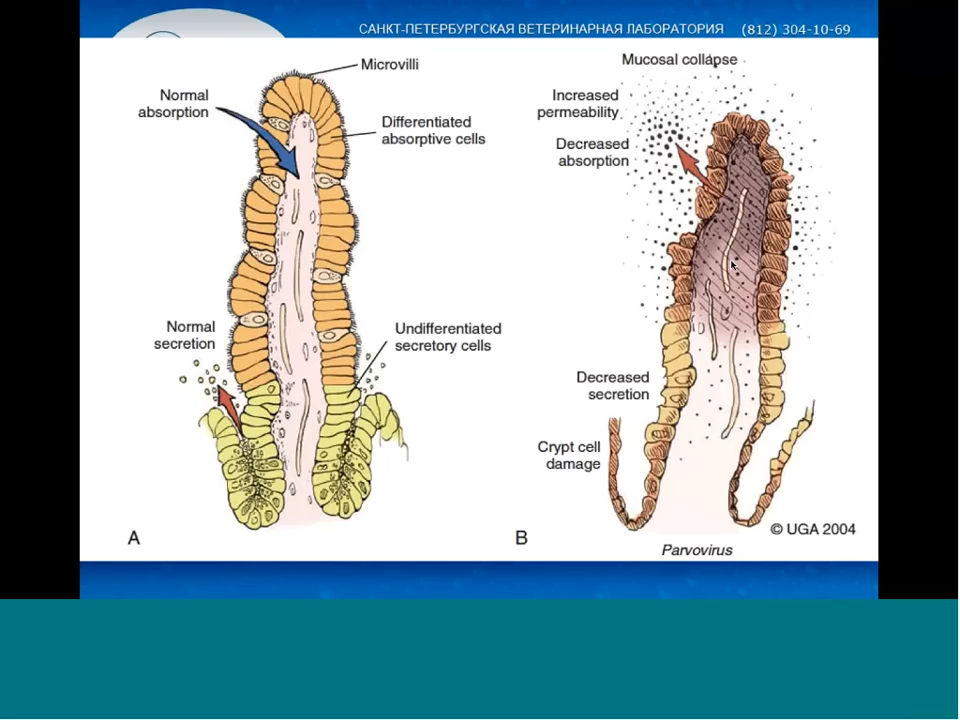 САНКТ-ПЕТЕРБУРГСКАЯ ВЕТЕРИНАРНАЯ ЛАБОРАТОРИЯ (812) 304-10-69
Microvilli
Normal
absorption
Differentiated
absorptive cells
Normal
secretion
Undifferentiated
secretory cells
A
Mucosal collapse
Increased
permeability
Decreased
absorption
Decreased
secretion
Crypt cell
damage
B
© UGA 2004
Parvovirus